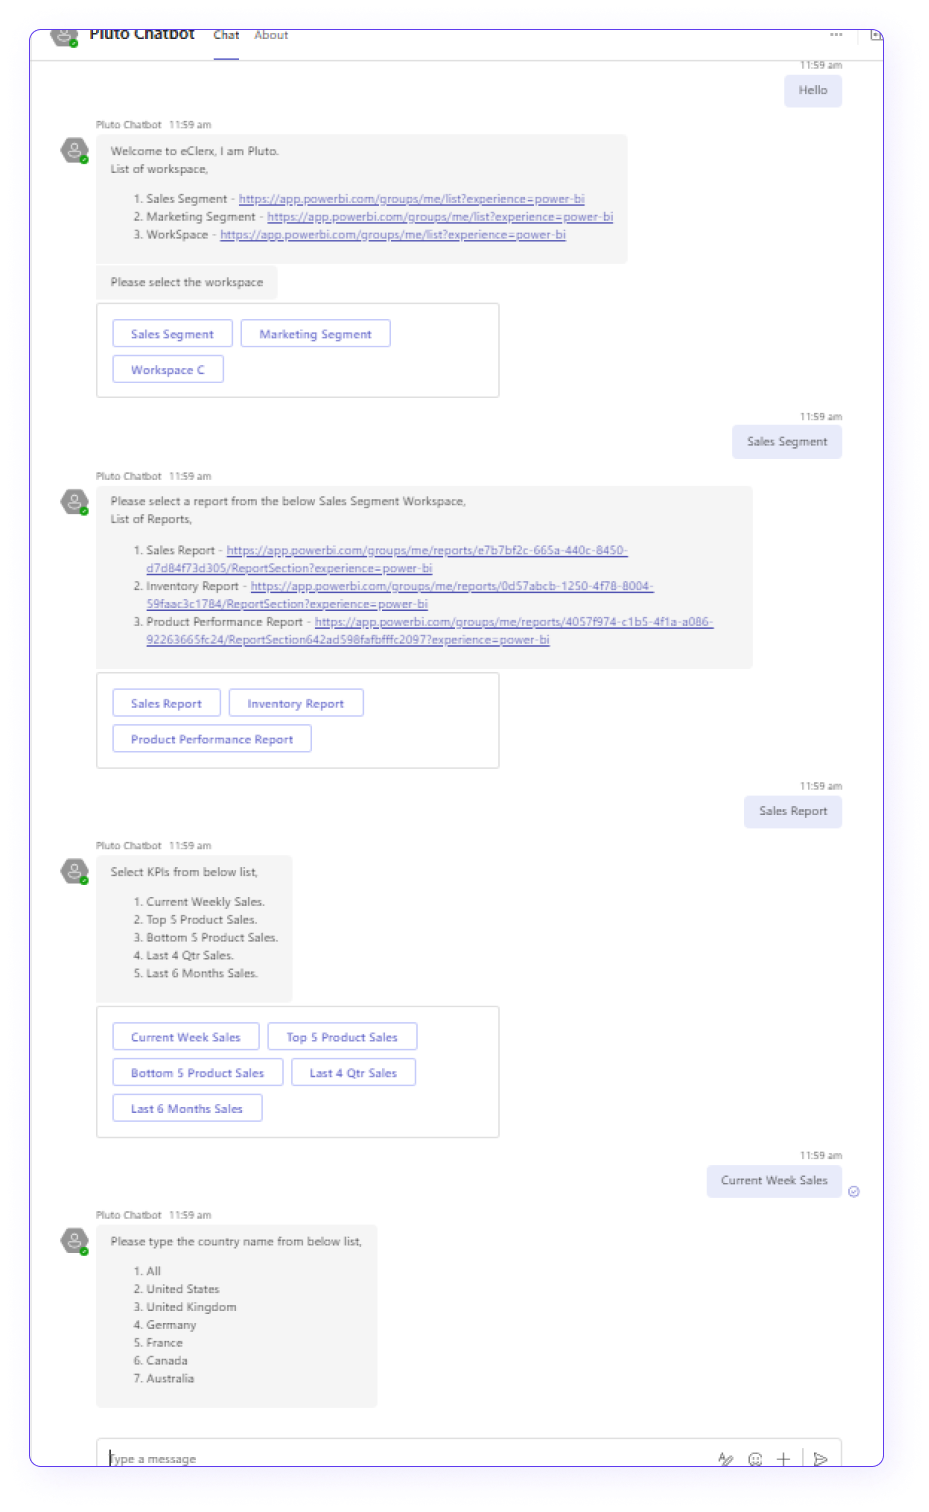 Pluto Chatbot Chat About
11:59 am
Hello
Pluto Chatbot 11:59 am
Welcome to eClerx, I am Pluto.
List of workspace,
1. Sales Segment - https://app.powerbi.com/groups/me/list?experience=power-bi
2. Marketing Segment - https://app.powerbi.com/groups/me/list?experience=power-bi
3. WorkSpace - https://app.powerbi.com/groups/me/list?experience=power-bi
Please select the workspace
Sales Segment Marketing Segment
Workspace C
11:59 am
Sales Segment
Pluto Chatbot 11:59 am
Please select a report from the below Sales Segment Workspace,
List of Reports,
1. Sales Report - https://app.powerbi.com/groups/me/reports/e7b7bf2c-665a-440c-8450-
d7d84f73d305/ReportSection?experience=power-bi
2. Inventory Report - https://app.powerbi.com/groups/me/reports/0d57abcb-1250-4f78-8004-
59faac3c1784/ReportSection?experience=power-bi
3. Product Performance Report - https://app.powerbi.com/groups/me/reports/4057f974-c1b5-4f1a-a086-
92263665fc24/ReportSection642ad598fafbfffc2097?experience=power-bi
Sales Report Inventory Report
Product Performance Report
11:59 am
Sales Report
Pluto Chatbot 11:59 am
Select KPIs from below list,
1. Current Weekly Sales.
2. Top 5 Product Sales.
3. Bottom 5 Product Sales.
4. Last 4 Qtr Sales.
5. Last 6 Months Sales.
Current Week Sales Top 5 Product Sales
Bottom 5 Product Sales Last 4 Qtr Sales
Last 6 Months Sales
11:59 am
Current Week Sales
Pluto Chatbot 11:59 am
Please type the country name from below list,
1. All
2. United States
3. United Kingdom
4. Germany
5. France
6. Canada
7. Australia
Type a message